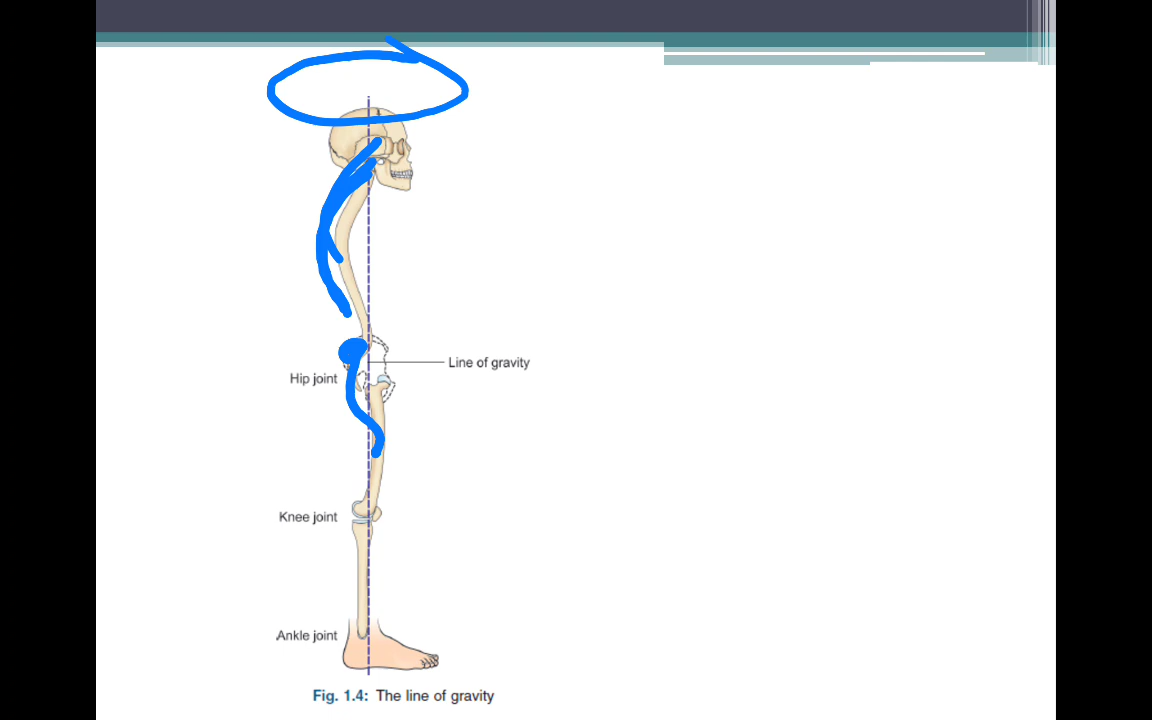 Line of gravity
Hip joint
Knee joint
Ankle joint
Fig. 1.4: The line of gravity